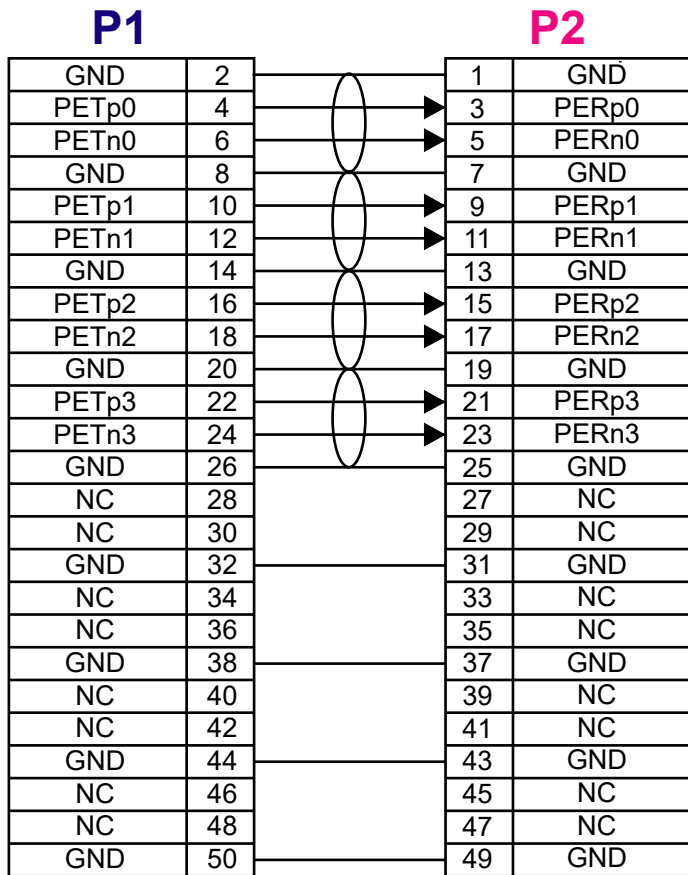 P1 P2
GND 2 1 GND
PETp0 4 3 PERp0
PETn0 6 5 PERn0
GND 8 7 GND
PETp1 10 9 PERp1
PETn1 12 11 PERn1
GND 14 13 GND
PETp2 16 15 PERp2
PETn2 18 17 PERn2
GND 20 19 GND
PETp3 22 21 PERp3
PETn3 24 23 PERn3
GND 26 25 GND
NC 28 27 NC
NC 30 29 NC
GND 32 31 GND
NC 34 33 NC
NC 36 35 NC
GND 38 37 GND
NC 40 39 NC
NC 42 41 NC
GND 44 43 GND
NC 46 45 NC
NC 48 47 NC
GND 50 49 GND